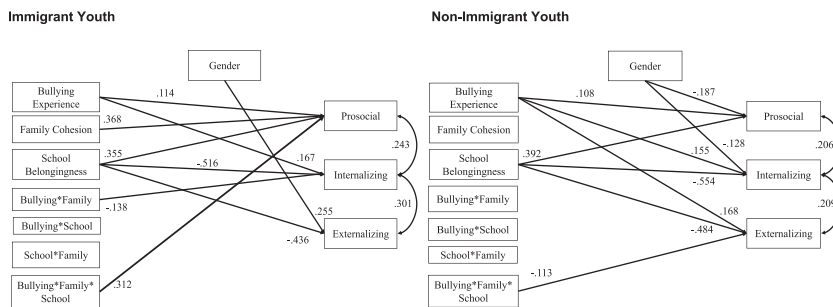 Immigrant Youth
Gender
Bullying
Experience
Family Cohesion
School
Belongingness
Bullying*Family
Bullying*School
School*Family
Bullying*Family*
School
Prosocial
Internalizing
Externalizing
.114
.368
.355
-.516
.167
-.138
.255
-.436
.312
.243
.301
Non-Immigrant Youth
Gender
Bullying
Experience
Family Cohesion
School
Belongingness
Bullying*Family
Bullying*School
School*Family
Bullying*Family*
School
Prosocial
Internalizing
Externalizing
.108
-.187
-.128
.155
.392
-.554
.168
-.484
-.113
.206
.209